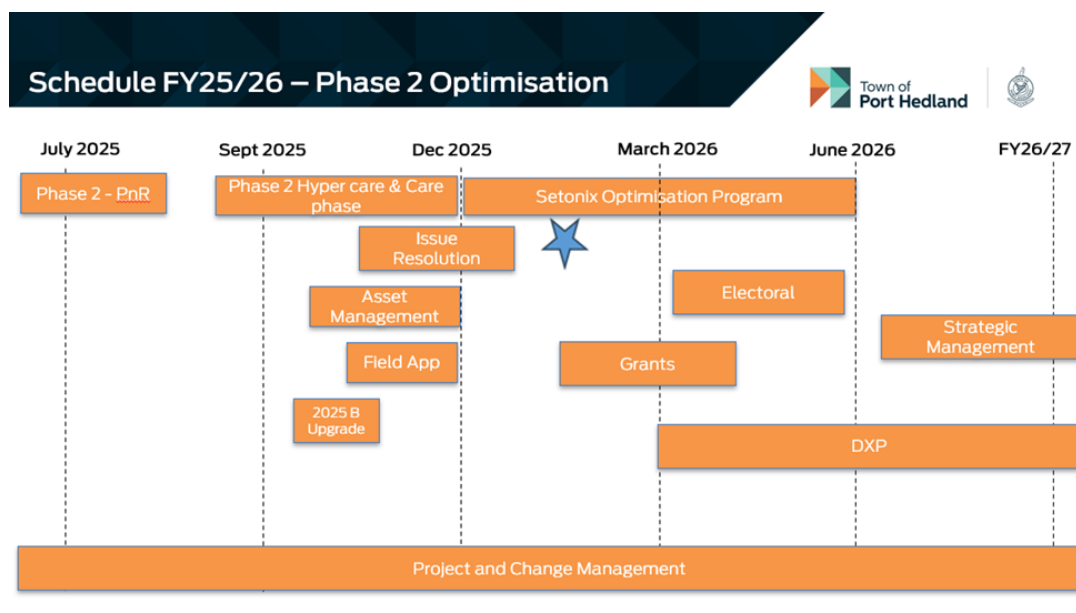 Schedule FY25/26 – Phase 2 Optimisation
Town of
Port Hedland
July 2025
Sept 2025
Dec 2025
March 2026
June 2026
FY26/27
Phase 2 - PnR
Phase 2 Hyper care & Care
phase
Setonix Optimisation Program
Issue
Resolution
Electoral
Asset
Management
Strategic
Management
Field App
Grants
2025 B
Upgrade
DXP
Project and Change Management